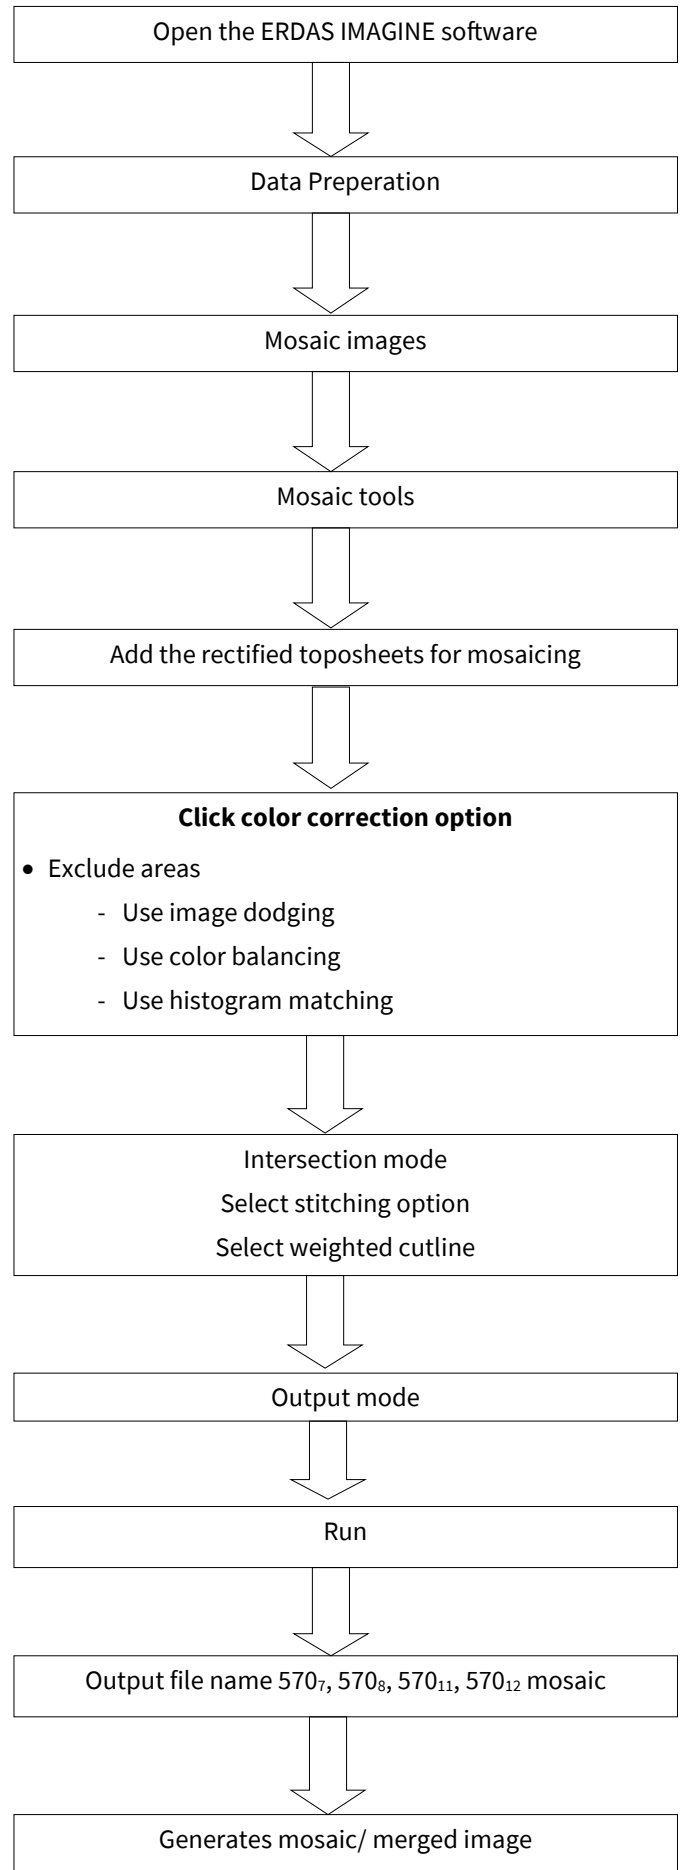 Open the ERDAS IMAGINE software
Data Preperation
Mosaic images
Mosaic tools
Add the rectified toposheets for mosaicing
Click color correction option
• Exclude areas
- Use image dodging
- Use color balancing
- Use histogram matching
Intersection mode
Select stitching option
Select weighted cutline
Output mode
Run
Output file name 570₇, 570₈, 570₁₁, 570₁₂ mosaic
Generates mosaic/ merged image